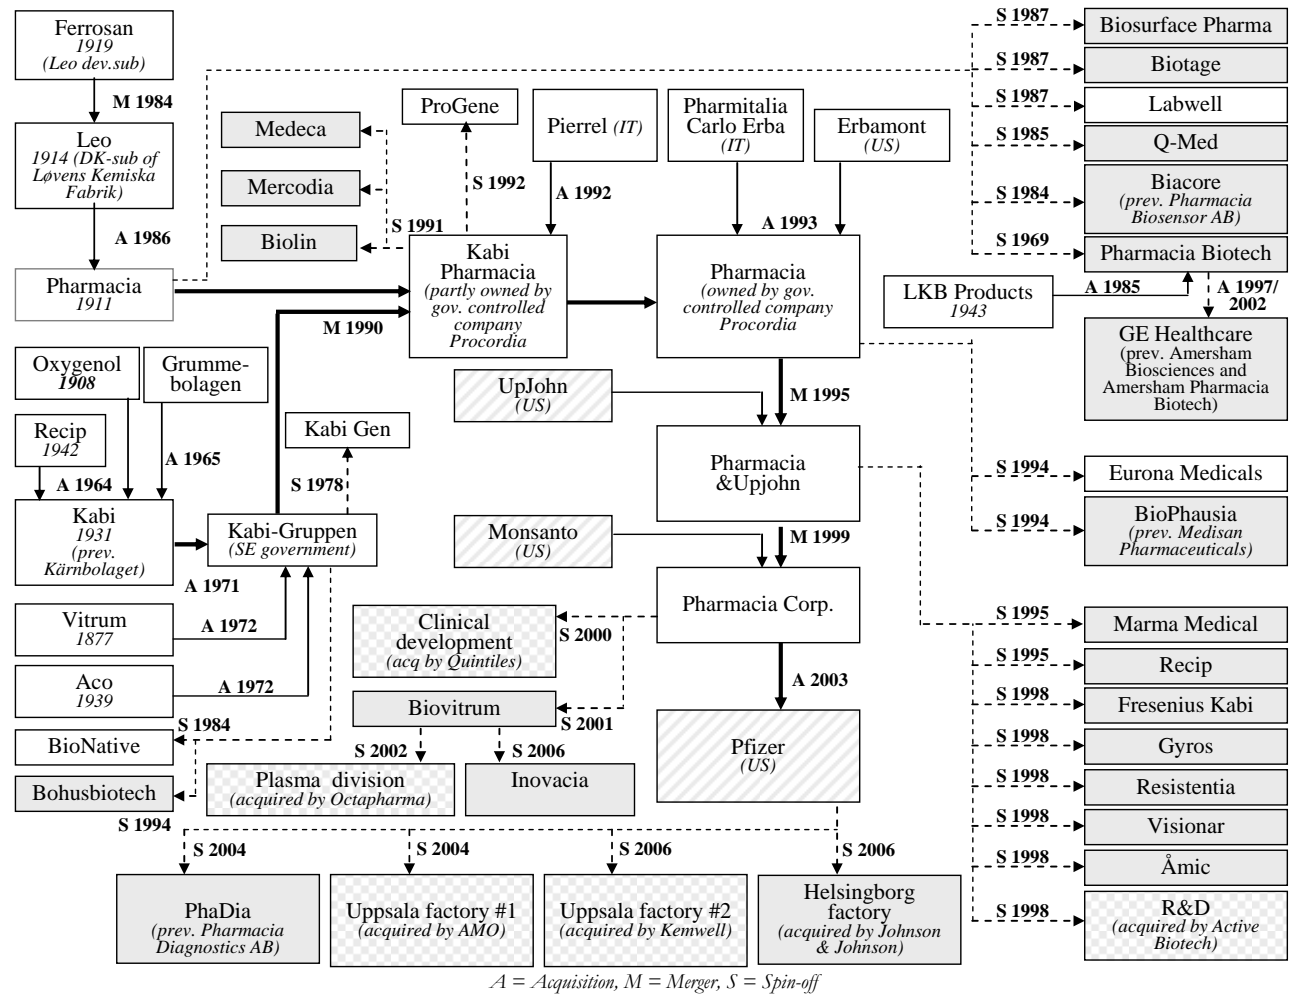 Ferrosan
1919
(Leo dev.sub)
M 1984
Leo
1914 (DK-sub of
Løvens Kemiska
Fabrik)
A 1986
Pharmacia
1911
Medeca
Mercodia
Biolin
S 1991
ProGene
S 1992
Pierrel (IT)
A 1992
Pharmitalia
Carlo Erba
(IT)
Erbamont
(US)
A 1993
Kabi
Pharmacia
(partly owned by
gov. controlled
company
Procordia
Pharmacia
(owned by gov.
controlled company
Procordia
M 1990
S 1987
Biosurface Pharma
S 1987
Biotage
S 1987
Labwell
S 1985
Q-Med
S 1984
Biacore
(prev. Pharmacia
Biosensor AB)
S 1969
Pharmacia Biotech
LKB Products
1943
A 1985
A 1997/
2002
GE Healthcare
(prev. Amersham
Biosciences and
Amersham Pharmacia
Biotech)
Oxygenol
1908
Grumme-
bolagen
Recip
1942
A 1965
A 1964
Kabi
1931
(prev.
Kärnbolaget)
A 1971
Kabi Gen
S 1978
Kabi-Gruppen
(SE government)
Vitrum
1877
A 1972
Aco
1939
A 1972
S 1984
BioNative
Bohusbiotech
S 1994
UpJohn
(US)
M 1995
Pharmacia
&Upjohn
Monsanto
(US)
M 1999
Pharmacia Corp.
A 2003
Pfizer
(US)
Clinical
development
(acq by Quintiles)
S 2000
Biovitrum
S 2001
S 2002
S 2006
Plasma division
(acquired by Octapharma)
Inovacia
S 1994
Eurona Medicals
S 1994
BioPhausia
(prev. Medisan
Pharmaceuticals)
S 1995
Marma Medical
S 1995
Recip
S 1998
Fresenius Kabi
S 1998
Gyros
S 1998
Resistentia
S 1998
Visionar
S 1998
Åmic
S 1998
R&D
(acquired by Active
Biotech)
S 2004
S 2004
S 2006
S 2006
PhaDia
(prev. Pharmacia
Diagnostics AB)
Uppsala factory #1
(acquired by AMO)
Uppsala factory #2
(acquired by Kemwell)
Helsingborg
factory
(acquired by Johnson
& Johnson)
A = Acquisition, M = Merger, S = Spin-off